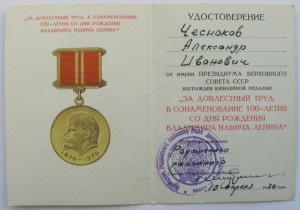 "ЗА ДОБЛЕСТНЫЙ ТРУД.
В ОЗНАМЕНОВАНИЕ
100-ЛЕТИЯ СО ДНЯ РОЖДЕНИЯ
ВЛАДИМИРА ИЛЬИЧА ЛЕНИНА"
1870-1970
УДОСТОВЕРЕНИЕ
Чесноков
Александр
Иванович
ОТ ИМЕНИ ПРЕЗИДИУМА ВЕРХОВНОГО
СОВЕТА СССР
НАГРАЖДЕН ЮБИЛЕЙНОЙ МЕДАЛЬЮ
"ЗА ДОБЛЕСТНЫЙ ТРУД.
В ОЗНАМЕНОВАНИЕ 100-ЛЕТИЯ
СО ДНЯ РОЖДЕНИЯ
ВЛАДИМИРА ИЛЬИЧА ЛЕНИНА"